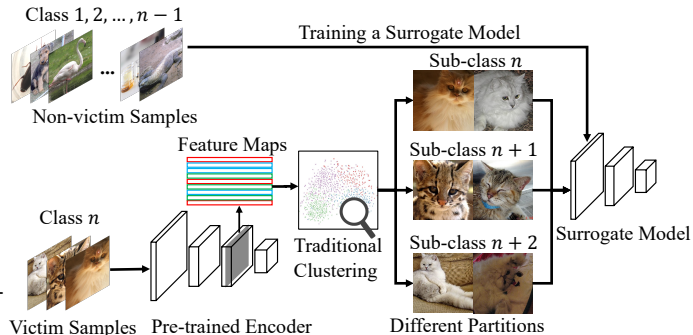 Class 1, 2, ..., n − 1
Training a Surrogate Model
...
Non-victim Samples
Sub-class n
Feature Maps
Sub-class n + 1
Class n
Traditional
Clustering
Sub-class n + 2
Surrogate Model
Victim Samples
Pre-trained Encoder
Different Partitions